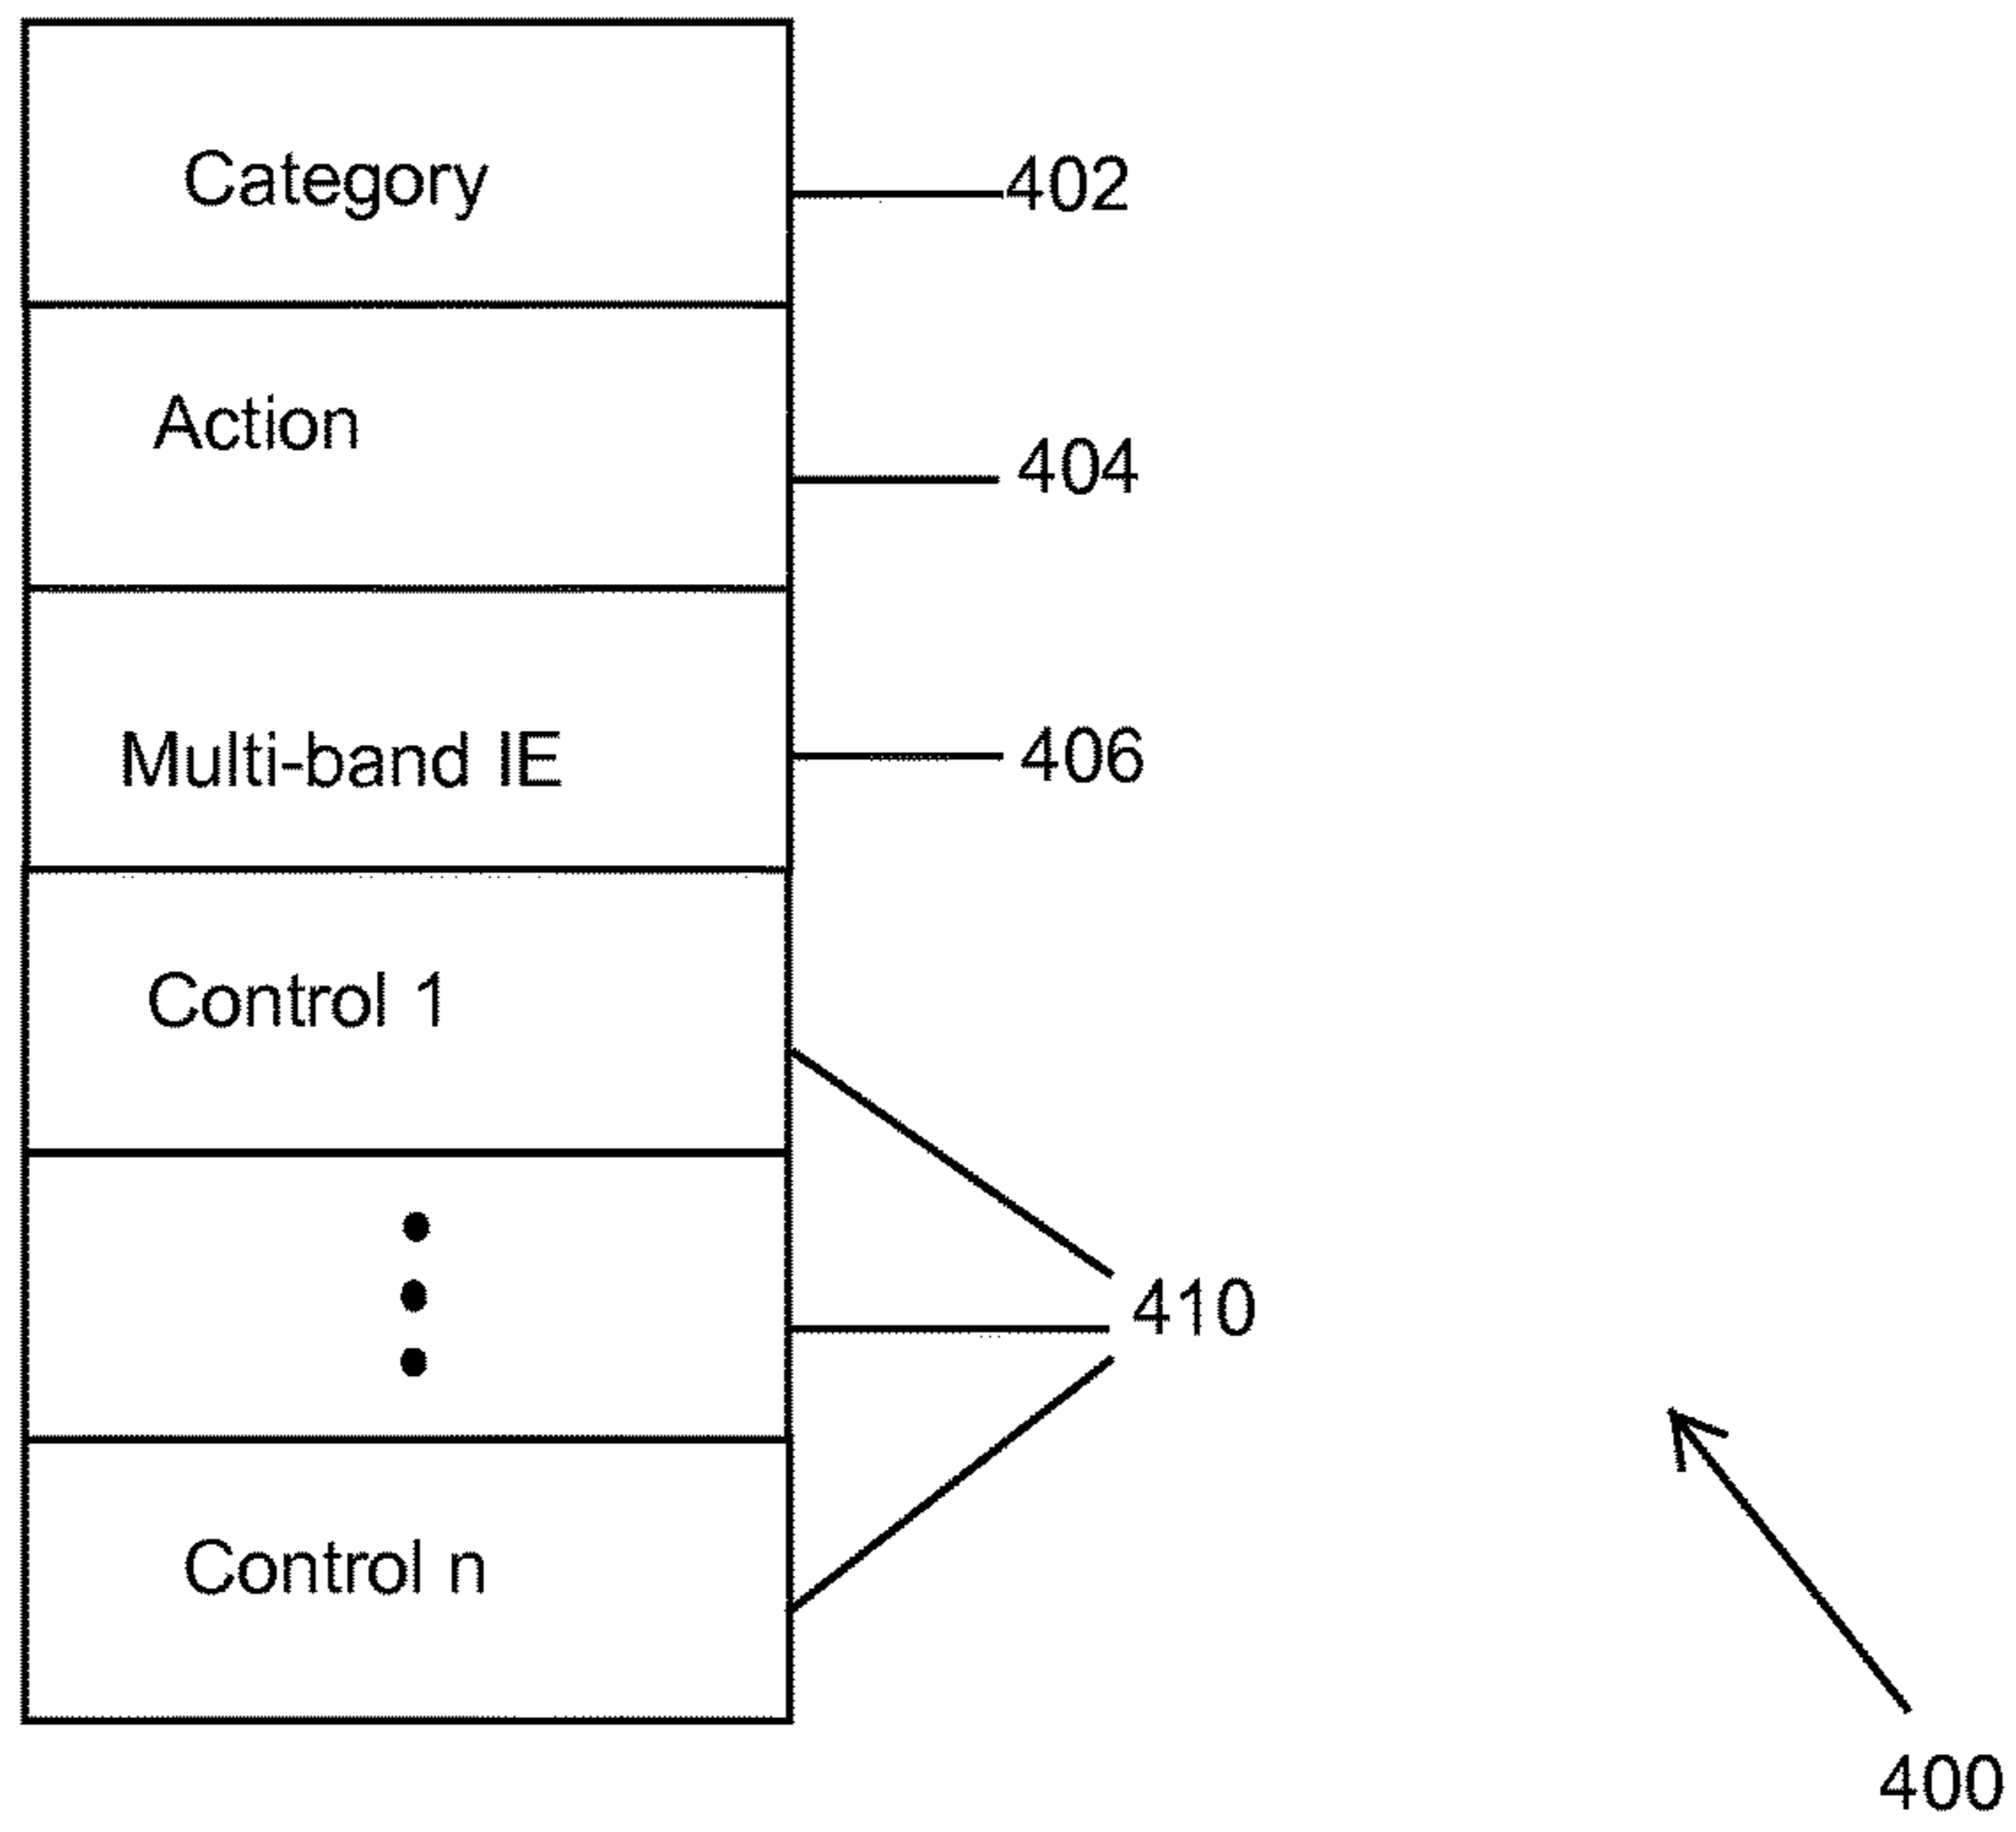 Category
402
Action
404
Multi-band IE
406
Control 1
410
Control n
400